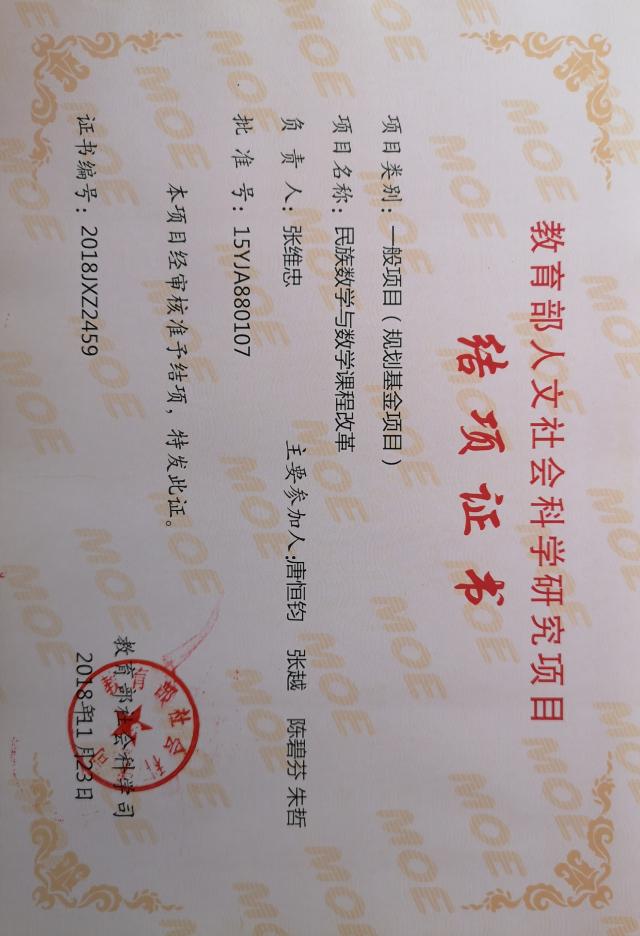 教育部人文社会科学研究项目
结项证书
项目类别：一般项目（规划基金项目）
项目名称：民族数学与数学课程改革
负责人：张维忠 主要参加人:唐恒钧 张越 陈碧芬 朱哲
批准号：15YJA880107
本项目经审核准予结项，特发此证。
教育部社会科学司
证书编号：2018JXZ2459 2018年11月23日